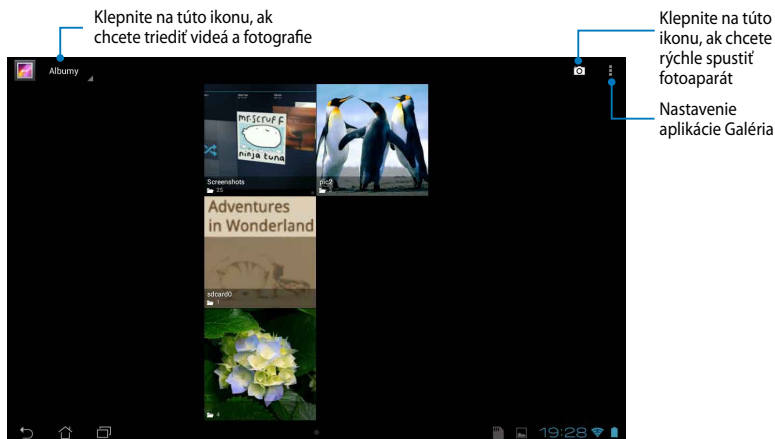 Klepnite na túto ikonu, ak
chcete triediť videá a fotografie
Klepnite na túto
ikonu, ak chcete
rýchle spustiť
fotoaparát
Nastavenie
aplikácie Galéria
Albumy
mr.scruff
ninja tuna
Screenshots
25
pic2
Adventures
in Wonderland
sdcard0
1
4
19:28